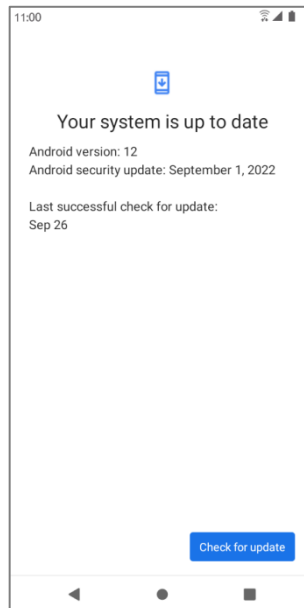 11:00
Your system is up to date
Android version: 12
Android security update: September 1, 2022
Last successful check for update:
Sep 26
Check for update